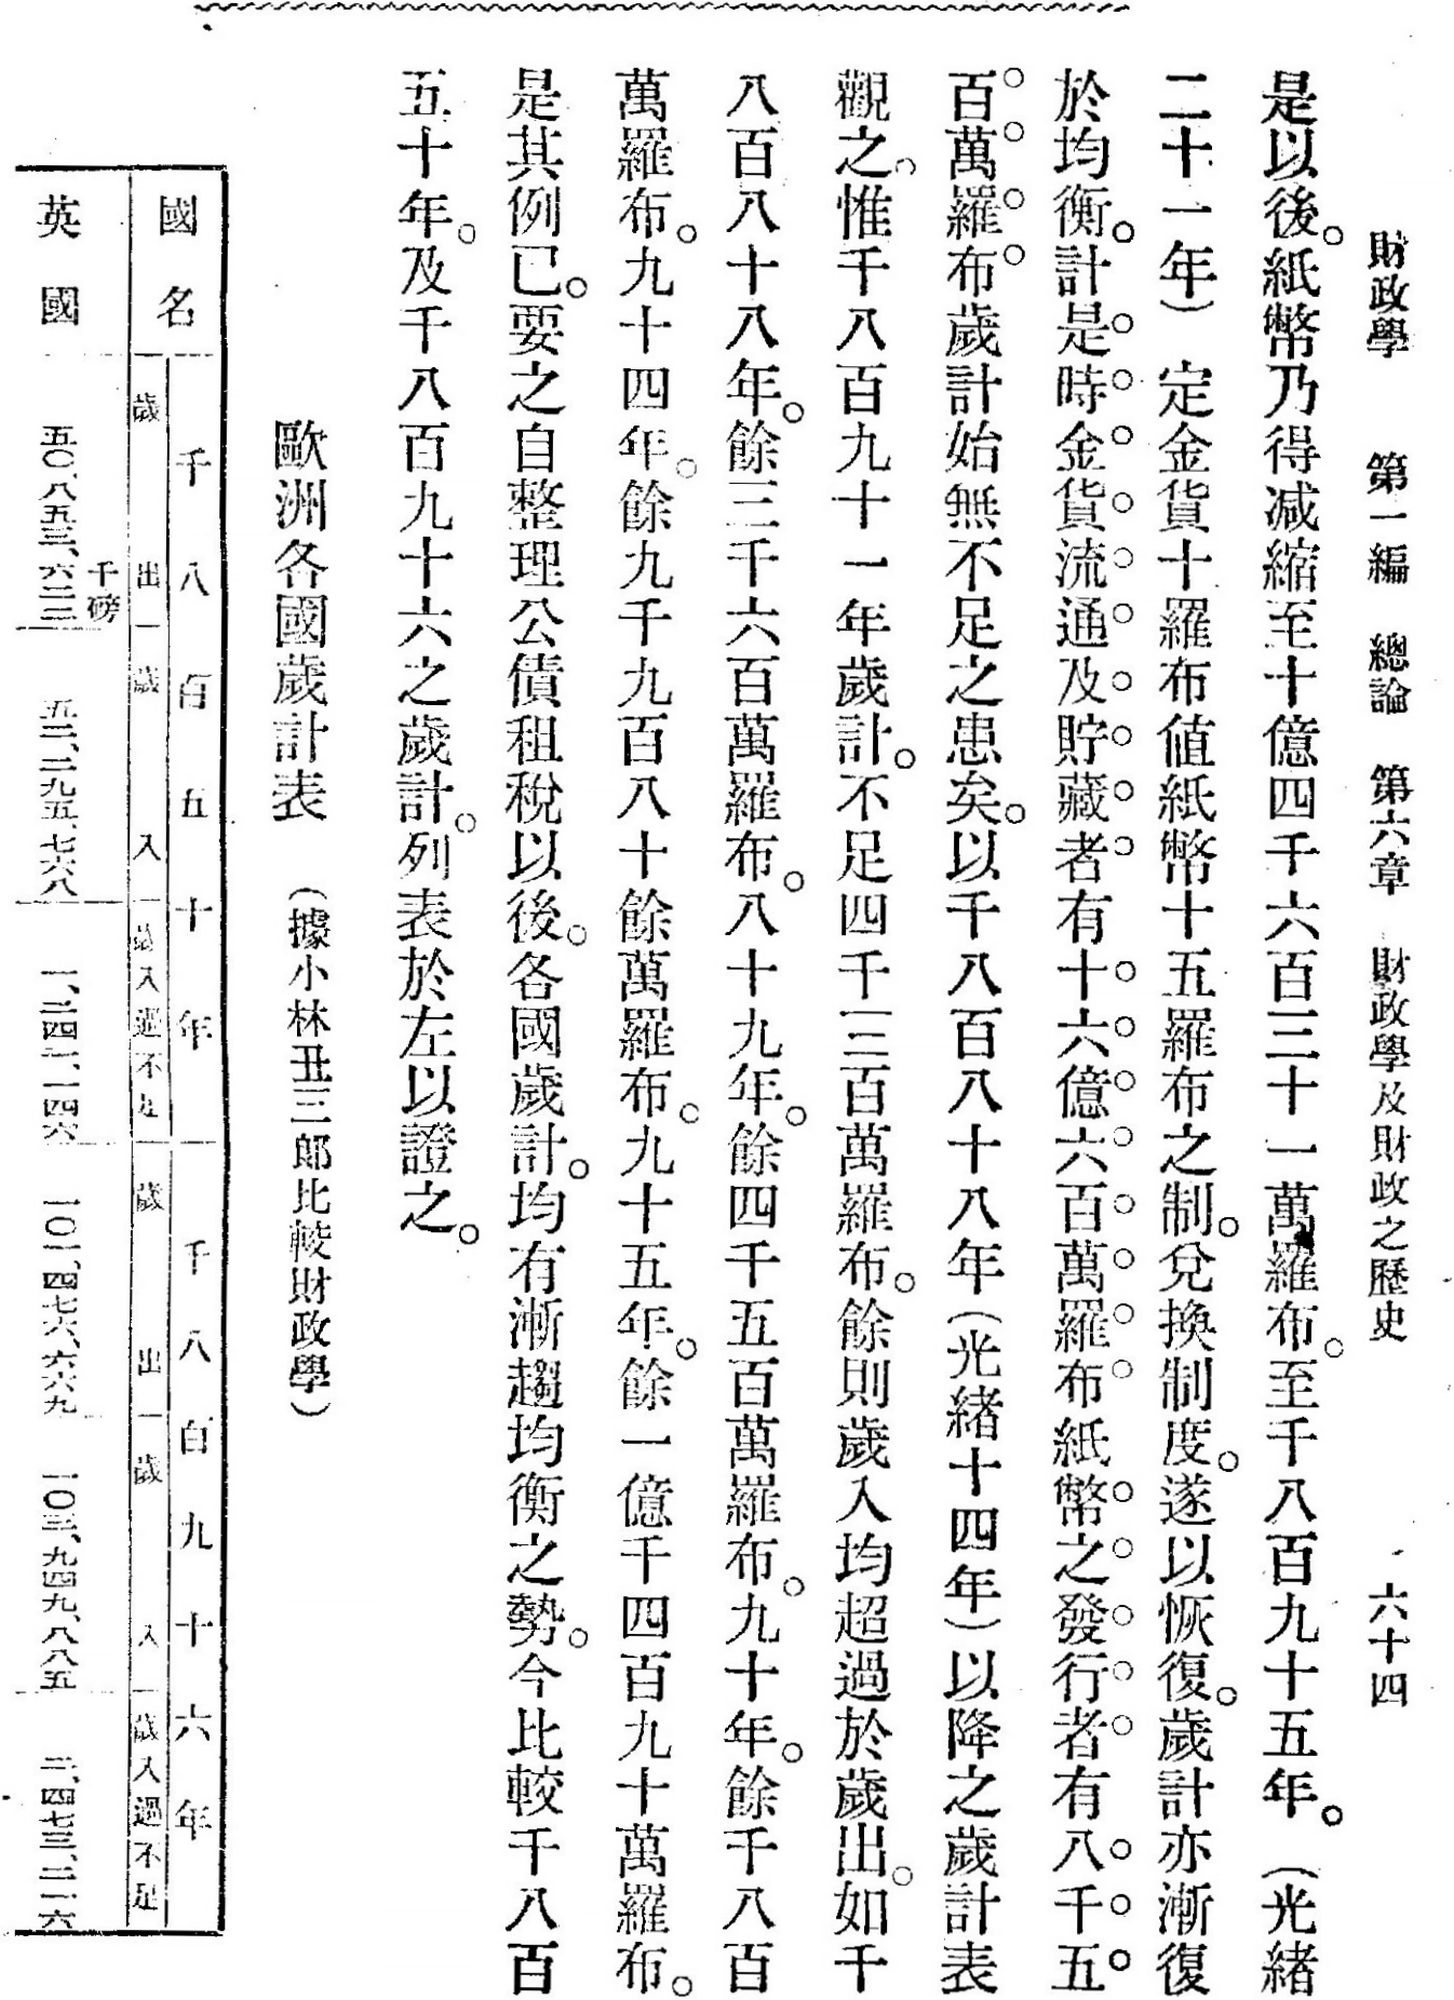 財政學　第一編　總論　第六章　財政學及財政之歷史　六十四
是以後。紙幣乃得减縮至十億四千六百三十一萬羅布。至千八百九十五年。（光緒
二十一年）定金貨十羅布値紙幣十五羅布之制。兌換制度。遂以恢復。歲計亦漸復
於均衡。計是時金貨流通及貯藏者有十六億六百萬羅布紙幣之發行者有八千五
百萬羅布歲計始無不足之患矣。以千八百八十八年（光緒十四年）以降之歲計表
觀之。惟千八百九十一年歲計。不足四千三百萬羅布。餘則歲入均超過於歲出。如千
八百八十八年。餘三千六百萬羅布。八十九年。餘四千五百萬羅布。九十年。餘千八百
萬羅布。九十四年。餘九千九百八十餘萬羅布。九十五年。餘一億千四百九十萬羅布。
是其例已。要之自整理公債租稅以後。各國歲計。均有漸趨均衡之勢。今比較千八百
五十年。及千八百九十六之歲計。列表於左以證之。
歐洲各國歲計表　（據小林丑三郎比較財政學）
國名　千八百五十年　千八百九十六年
歲出　歲入　歲入過不足　歲出　歲入　歲入過不足
千磅
英國　五〇、八五三、六二二　五二、二九五、七六八　一、二四一、一四六　一〇一、四七六、六六九　一〇三、九四九、八八五　二、四七三、二一六